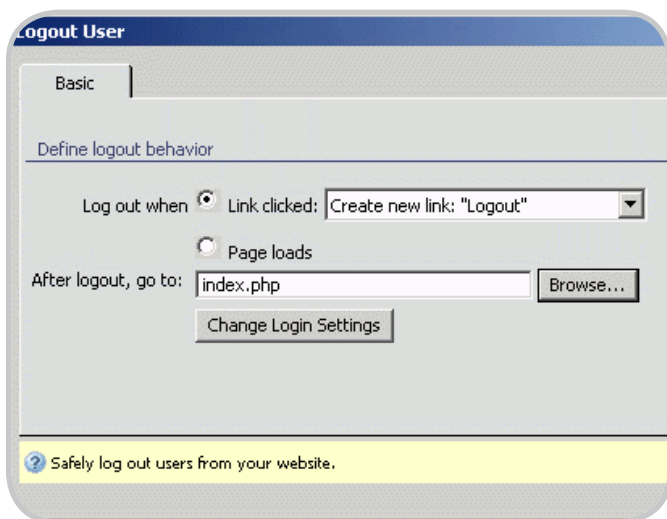 Logout User
Basic
Define logout behavior
Log out when Link clicked: Create new link: "Logout"
Page loads
After logout, go to: index.php Browse...
Change Login Settings
? Safely log out users from your website.